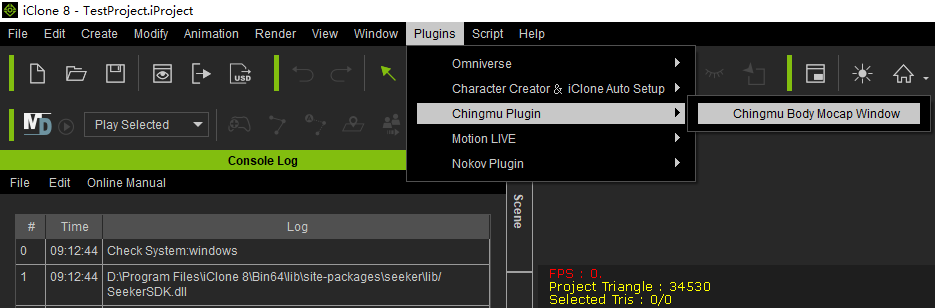 iClone 8 - TestProject.iProject
File Edit Create Modify Animation Render View Window Plugins Script Help
USD
Omniverse
Character Creator & iClone Auto Setup
Chingmu Plugin
Chingmu Body Mocap Window
Motion LIVE
Nokov Plugin
MD Play Selected
Console Log
File Edit Online Manual
Scene
# Time Log
0 09:12:44 Check System:windows
1 09:12:44 D:\Program Files\iClone 8\Bin64\lib\site-packages\seeker\lib/
SeekerSDK.dll
FPS : 0.
Project Triangle : 34530
Selected Tris : 0/0